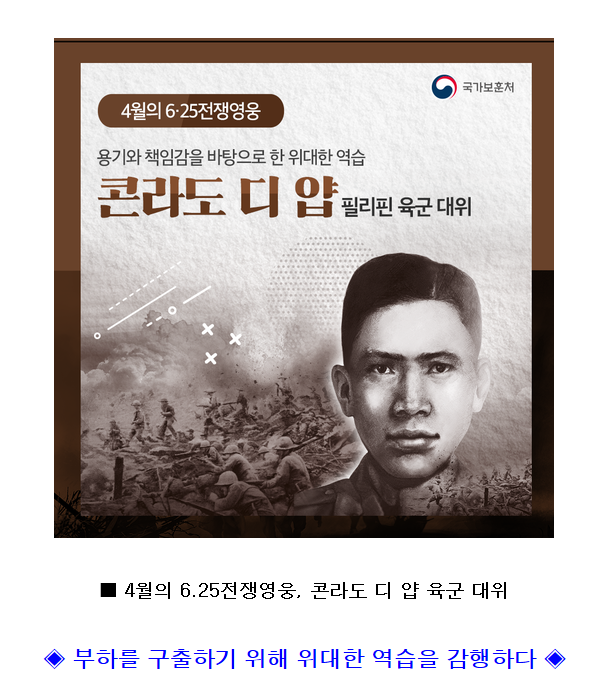 국가보훈처
4월의 6·25전쟁영웅
용기와 책임감을 바탕으로 한 위대한 역습
콘라도 디 얍 필리핀 육군 대위
■ 4월의 6.25전쟁영웅, 콘라도 디 얍 육군 대위
◈ 부하를 구출하기 위해 위대한 역습을 감행하다 ◈